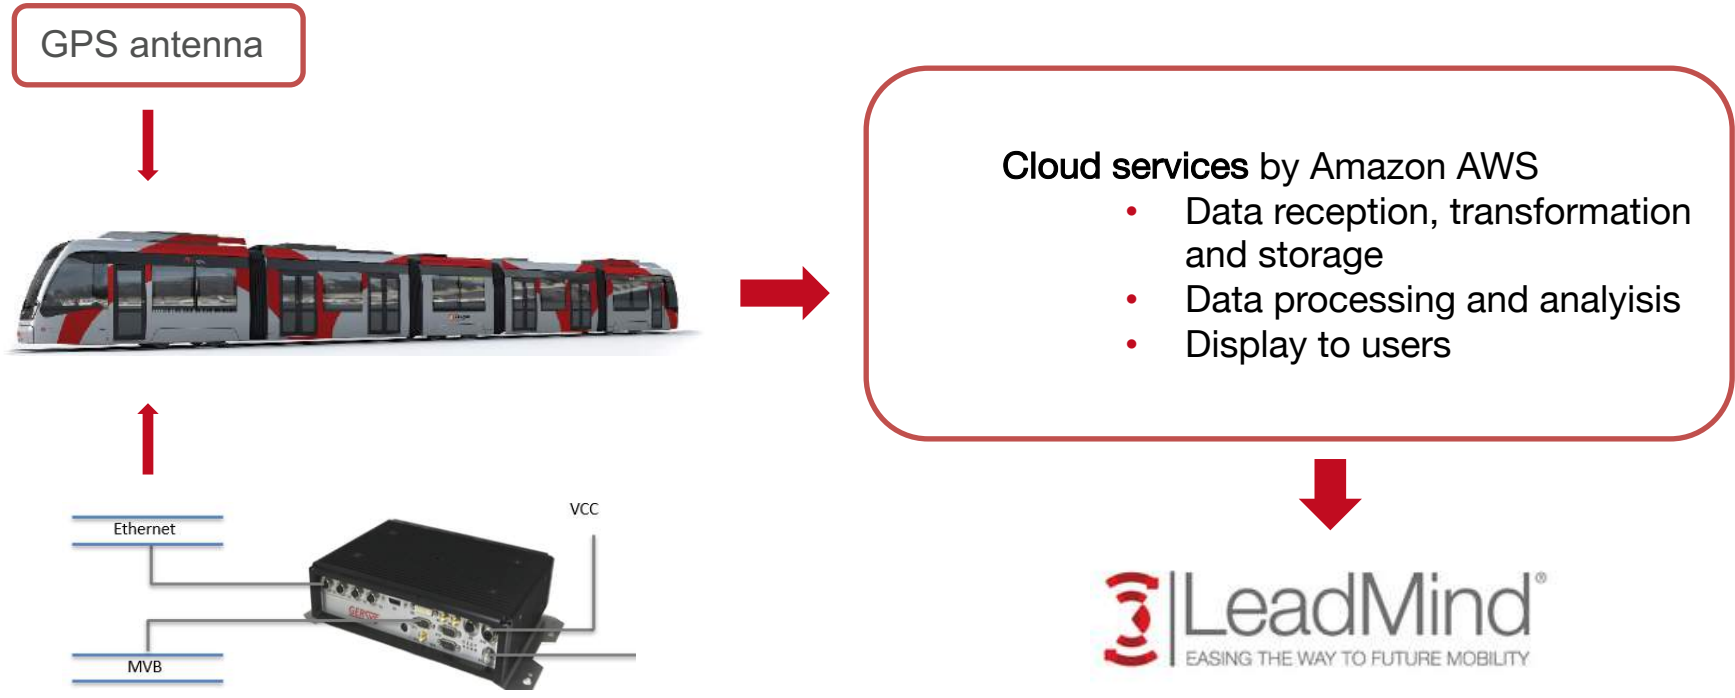 GPS antenna
Cloud services by Amazon AWS
• Data reception, transformation
and storage
• Data processing and analyisis
• Display to users
VCC
Ethernet
MVB
LeadMind®
EASING THE WAY TO FUTURE MOBILITY